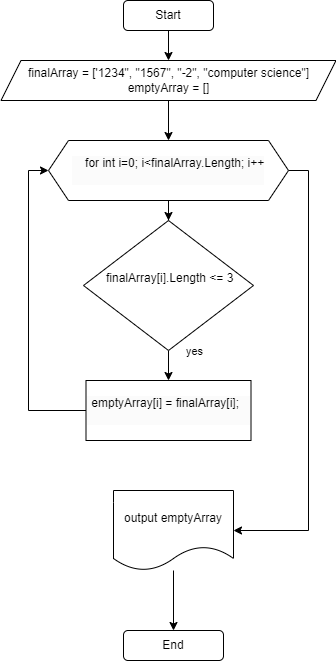 Start
finalArray = ['1234", "1567", "-2", "computer science"]
emptyArray = []
for int i=0; i<finalArray.Length; i++
finalArray[i].Length <= 3
yes
emptyArray[i] = finalArray[i];
output emptyArray
End